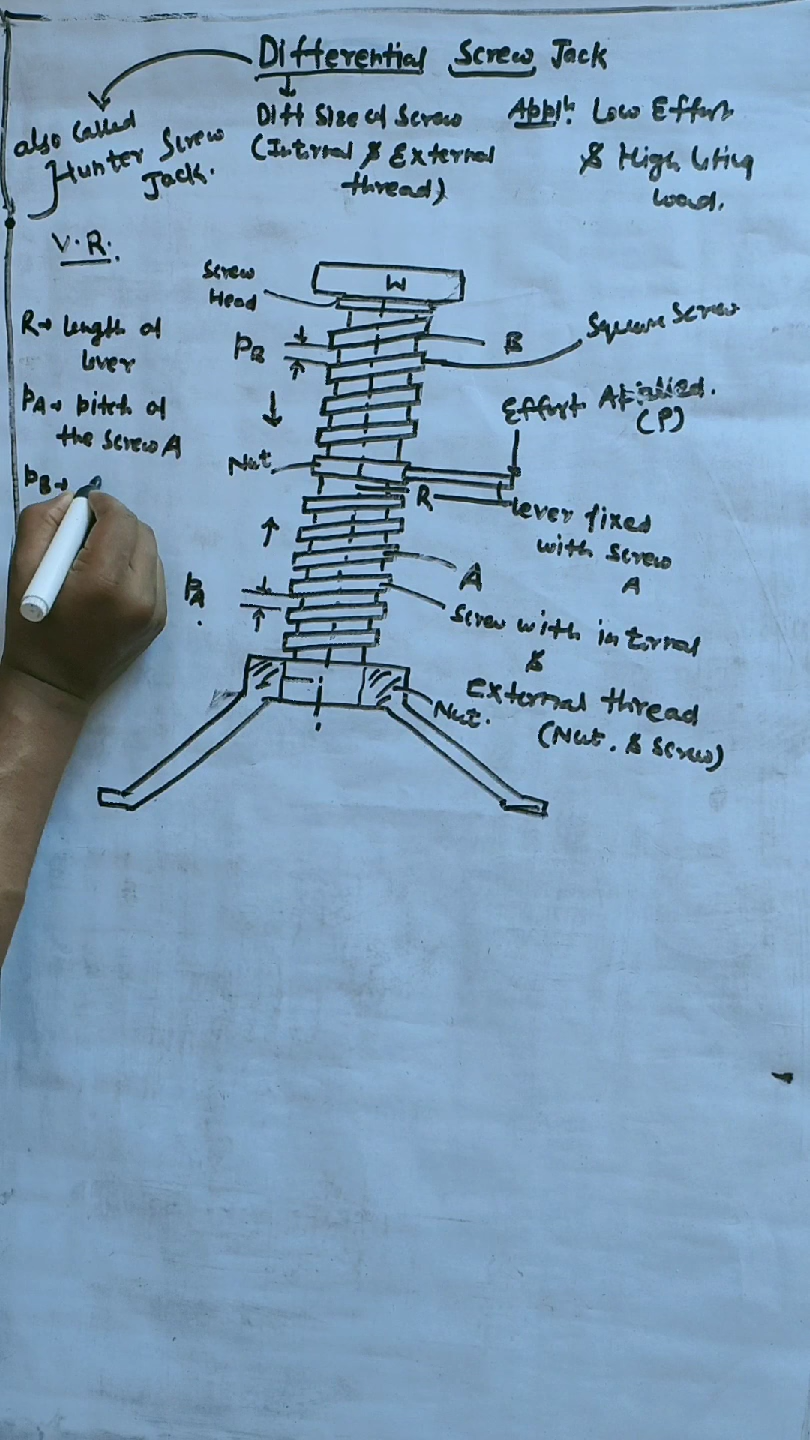 Differential Screw Jack
also called
Hunter Screw
Jack.
Diff Size of Screw
(Internal & External
thread)
Appl<sup>n</sup>: Low Effort
& High lifting
load.
V.R.
R→ length of
lever
PA→ pitch of
the screw A
PB→
Screw
Head
W
PB
B
Square Screw
Effort Applied.
(P)
Nut
R
lever fixed
with screw
A
A
PA
Screw with internal
&
External thread
(Nut. & Screw)
Nut.